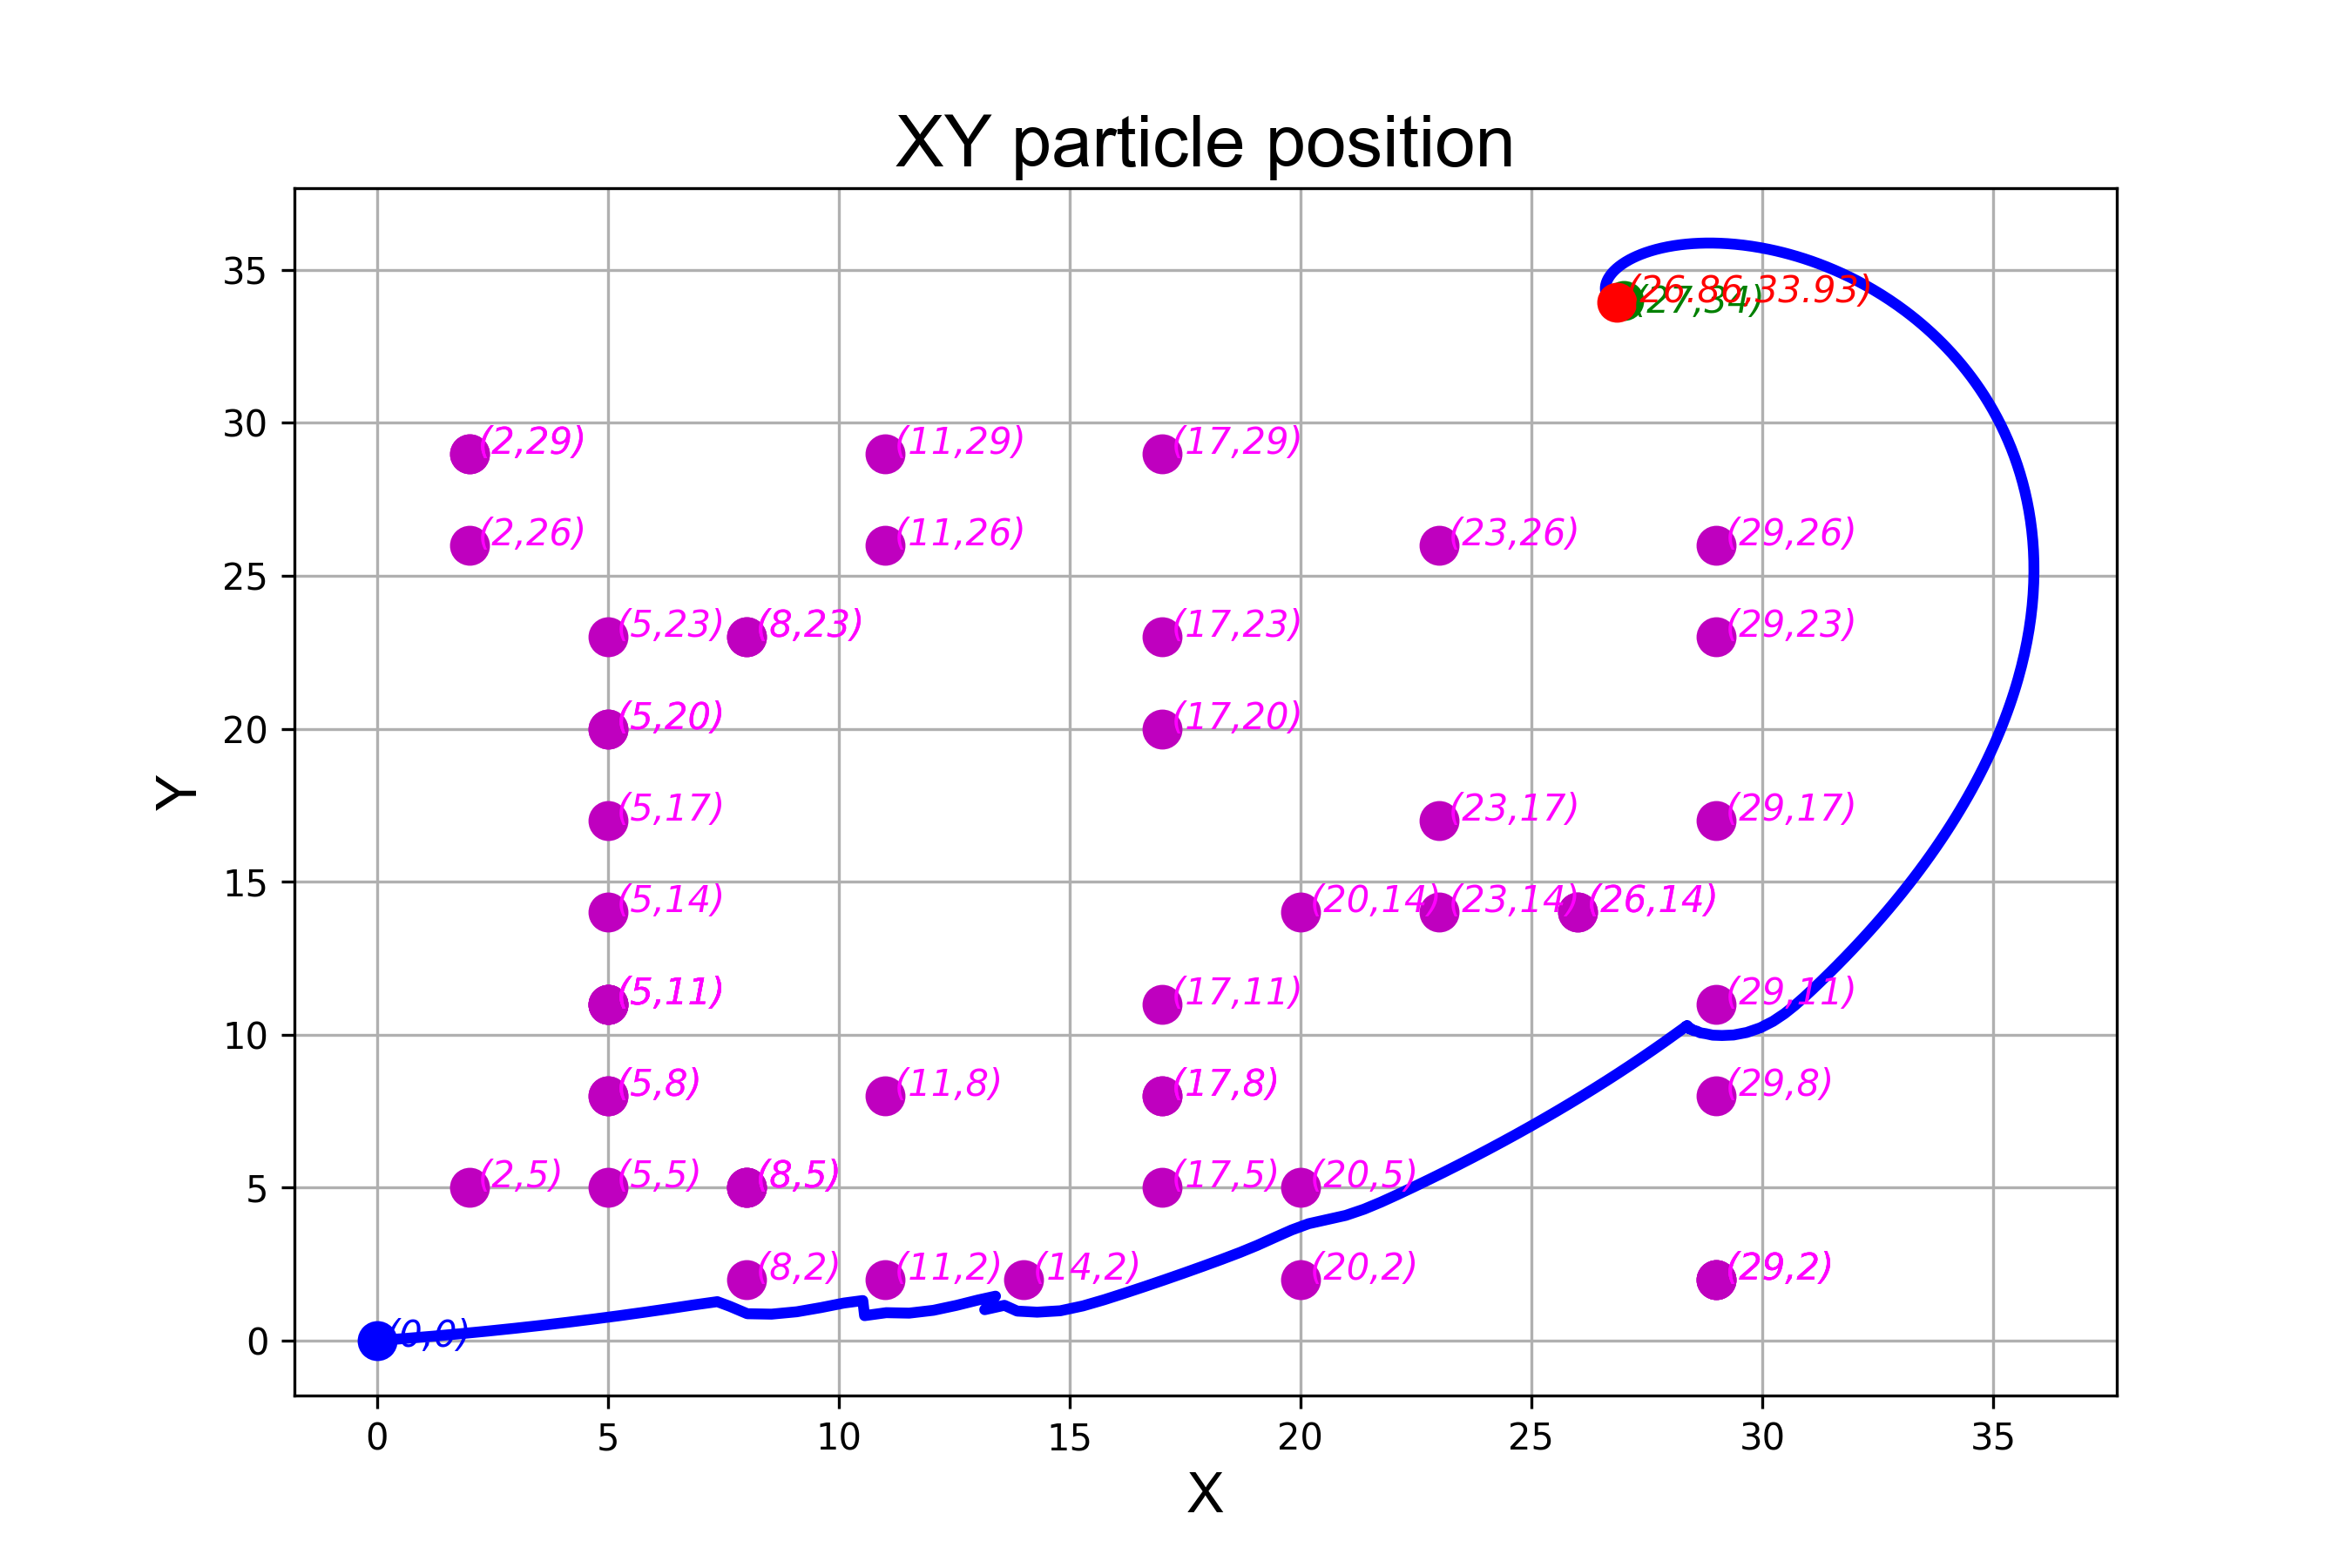 XY particle position
35
(26.86,33.93)
(27,34)
30
(2,29) (11,29) (17,29)
(2,26) (11,26) (23,26) (29,26)
25
(5,23) (8,23) (17,23) (29,23)
20
(5,20) (17,20)
(5,17) (23,17) (29,17)
Y
15
(5,14) (20,14) (23,14) (26,14)
(5,11) (17,11) (29,11)
10
(5,8) (11,8) (17,8) (29,8)
5
(2,5) (5,5) (8,5) (17,5) (20,5)
(8,2) (11,2) (14,2) (20,2) (29,2)
0
(0,0)
0 5 10 15 20 25 30 35
X